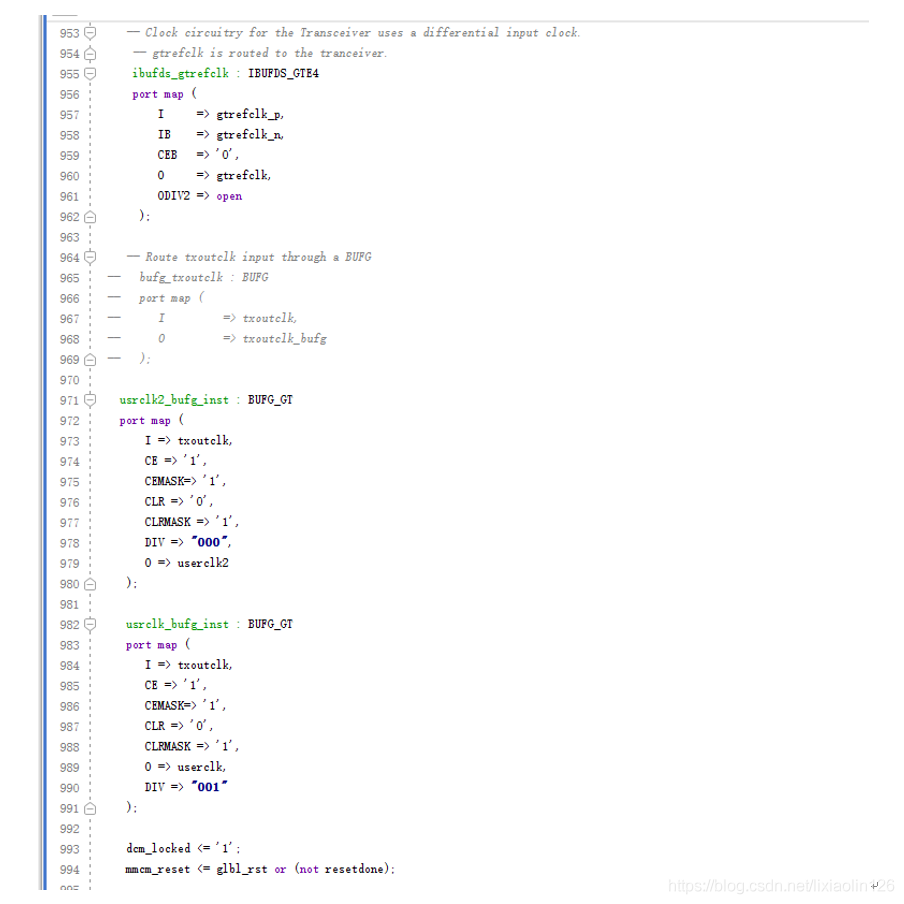 953 -- Clock circuitry for the Transceiver uses a differential input clock.
954 -- gtrefclk is routed to the tranceiver.
955 ibufds_gtrefclk : IBUFDS_GTE4
956 port map (
957 I => gtrefclk_p,
958 IB => gtrefclk_n,
959 CEB => '0',
960 O => gtrefclk,
961 ODIV2 => open
962 );
963
964 -- Route txoutclk input through a BUFG
965 -- bufg_txoutclk : BUFG
966 -- port map (
967 -- I => txoutclk,
968 -- O => txoutclk_bufg
969 -- );
970
971 usrclk2_bufg_inst : BUFG_GT
972 port map (
973 I => txoutclk,
974 CE => '1',
975 CEMASK=> '1',
976 CLR => '0',
977 CLRMASK => '1',
978 DIV => "000",
979 O => userclk2
980 );
981
982 usrclk_bufg_inst : BUFG_GT
983 port map (
984 I => txoutclk,
985 CE => '1',
986 CEMASK=> '1',
987 CLR => '0',
988 CLRMASK => '1',
989 O => userclk,
990 DIV => "001"
991 );
992
993 dcm_locked <= '1';
994 mmcm_reset <= glbl_rst or (not resetdone);
https://blog.csdn.net/lixiaolin126